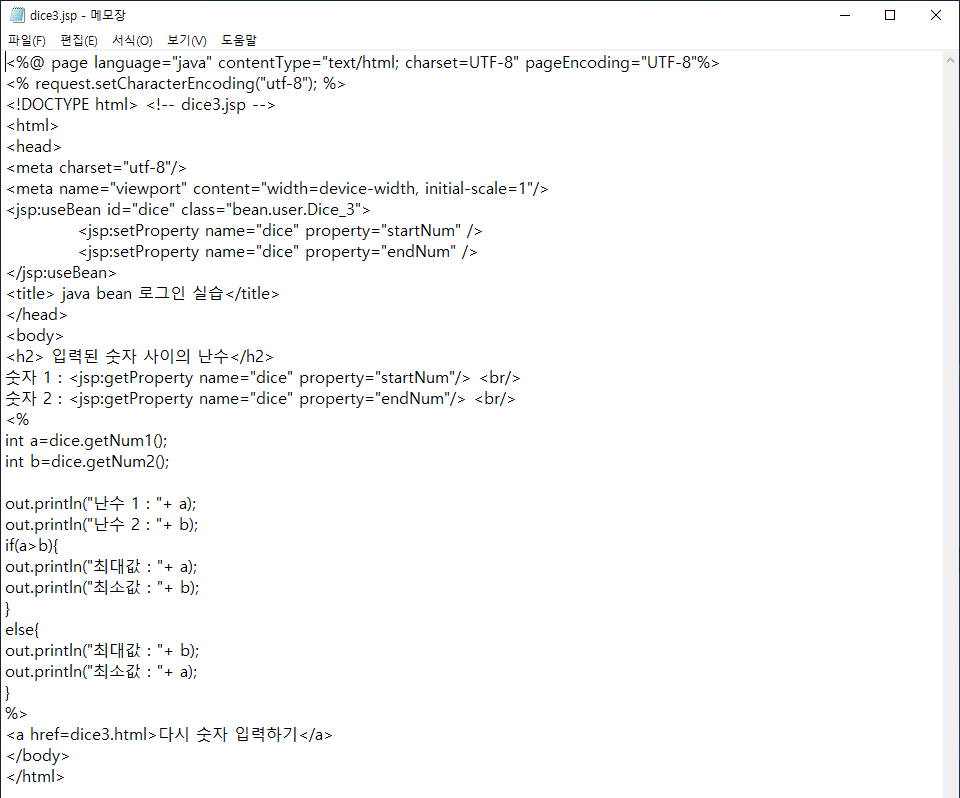 dice3.jsp - 메모장
파일(F) 편집(E) 서식(O) 보기(V) 도움말
<%@ page language="java" contentType="text/html; charset=UTF-8" pageEncoding="UTF-8"%>
<% request.setCharacterEncoding("utf-8"); %>
<!DOCTYPE html> <!-- dice3.jsp -->
<html>
<head>
<meta charset="utf-8"/>
<meta name="viewport" content="width=device-width, initial-scale=1"/>
<jsp:useBean id="dice" class="bean.user.Dice_3">
	<jsp:setProperty name="dice" property="startNum" />
	<jsp:setProperty name="dice" property="endNum" />
</jsp:useBean>
<title> java bean 로그인 실습</title>
</head>
<body>
<h2> 입력된 숫자 사이의 난수</h2>
숫자 1 : <jsp:getProperty name="dice" property="startNum"/> <br/>
숫자 2 : <jsp:getProperty name="dice" property="endNum"/> <br/>
<%
int a=dice.getNum1();
int b=dice.getNum2();

out.println("난수 1 : "+ a);
out.println("난수 2 : "+ b);
if(a>b){
out.println("최대값 : "+ a);
out.println("최소값 : "+ b);
}
else{
out.println("최대값 : "+ b);
out.println("최소값 : "+ a);
}
%>
<a href=dice3.html>다시 숫자 입력하기</a>
</body>
</html>